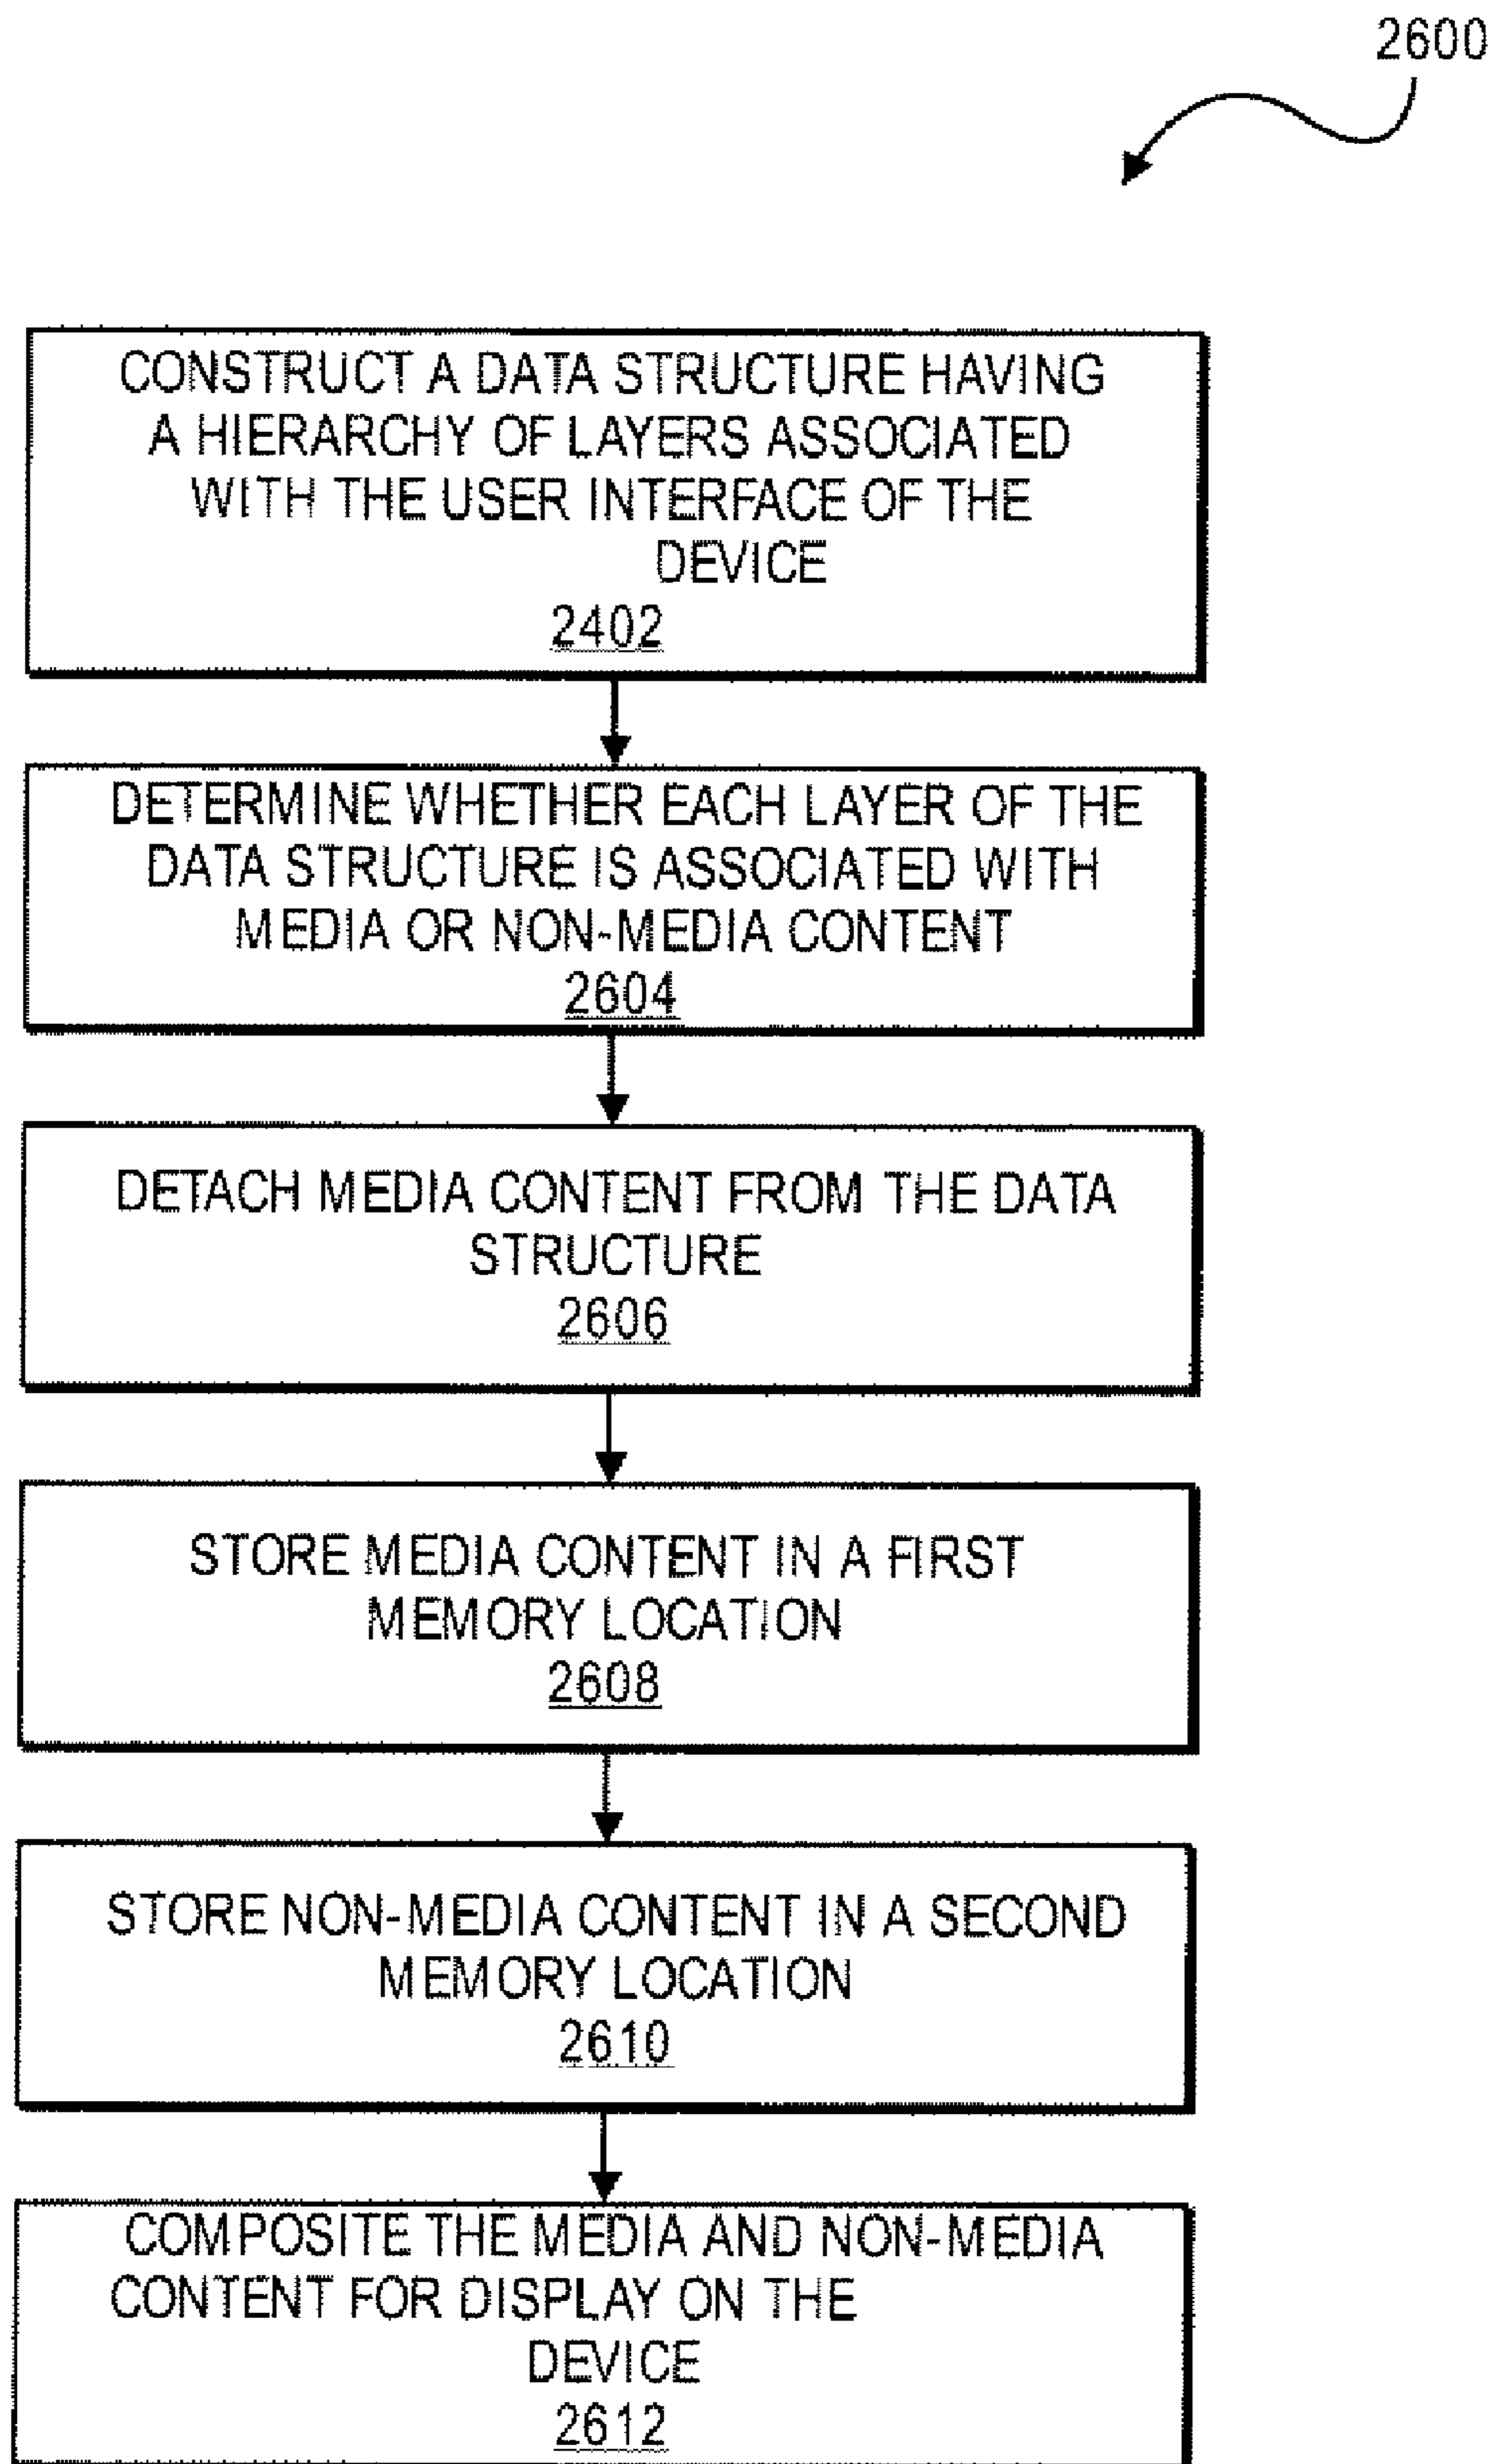 2600
CONSTRUCT A DATA STRUCTURE HAVING
A HIERARCHY OF LAYERS ASSOCIATED
WITH THE USER INTERFACE OF THE
DEVICE
2402
DETERMINE WHETHER EACH LAYER OF THE
DATA STRUCTURE IS ASSOCIATED WITH
MEDIA OR NON-MEDIA CONTENT
2604
DETACH MEDIA CONTENT FROM THE DATA
STRUCTURE
2606
STORE MEDIA CONTENT IN A FIRST
MEMORY LOCATION
2608
STORE NON-MEDIA CONTENT IN A SECOND
MEMORY LOCATION
2610
COMPOSITE THE MEDIA AND NON-MEDIA
CONTENT FOR DISPLAY ON THE
DEVICE
2612